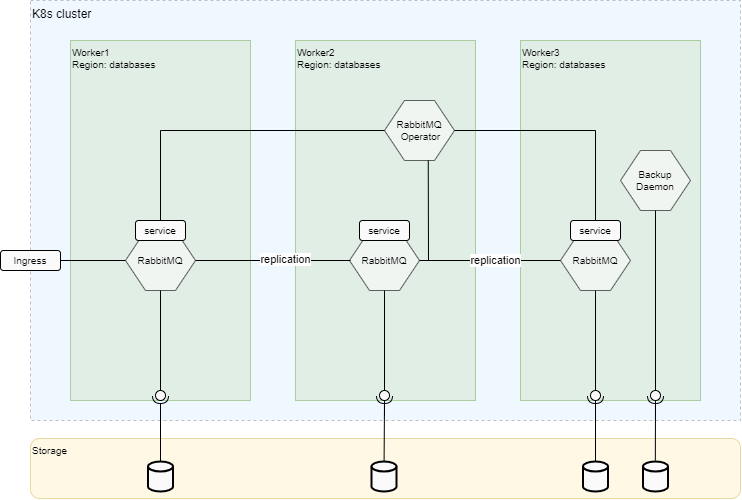 K8s cluster
Worker1
Region: databases
Worker2
Region: databases
Worker3
Region: databases
RabbitMQ
Operator
Backup
Daemon
service
service
service
Ingress
RabbitMQ
replication
RabbitMQ
replication
RabbitMQ
Storage